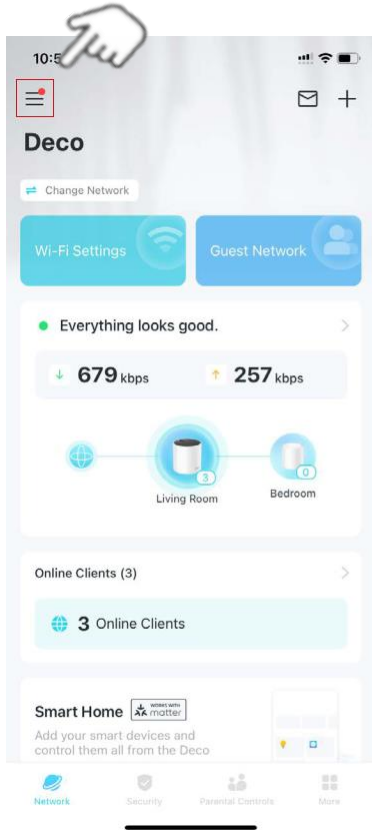 10:5
Deco
Change Network
Wi-Fi Settings
Guest Network
Everything looks good.
679 kbps
257 kbps
3
0
Living Room
Bedroom
Online Clients (3)
3 Online Clients
Smart Home
WORKS WITH
matter
Add your smart devices and
control them all from the Deco
Network
Security
Parental Controls
More